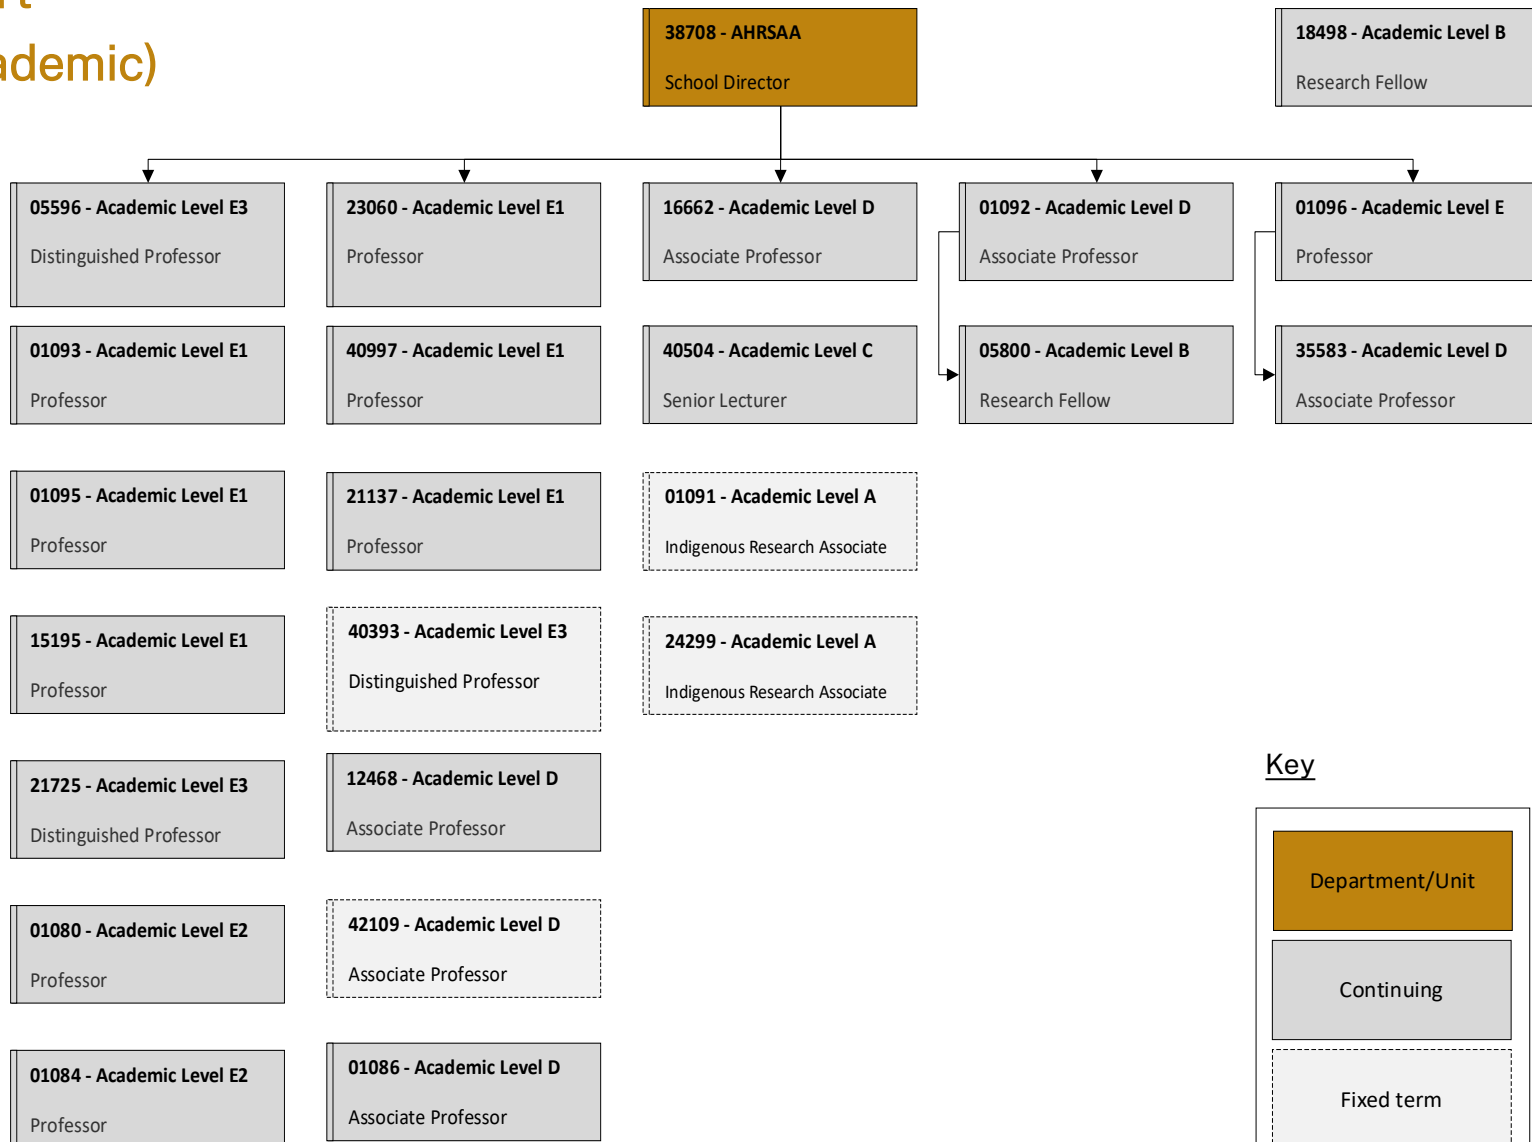 ademic)
38708 - AHRSAA
School Director
18498 - Academic Level B
Research Fellow
05596 - Academic Level E3
Distinguished Professor
23060 - Academic Level E1
Professor
16662 - Academic Level D
Associate Professor
01092 - Academic Level D
Associate Professor
01096 - Academic Level E
Professor
01093 - Academic Level E1
Professor
40997 - Academic Level E1
Professor
40504 - Academic Level C
Senior Lecturer
05800 - Academic Level B
Research Fellow
35583 - Academic Level D
Associate Professor
01095 - Academic Level E1
Professor
21137 - Academic Level E1
Professor
01091 - Academic Level A
Indigenous Research Associate
15195 - Academic Level E1
Professor
40393 - Academic Level E3
Distinguished Professor
24299 - Academic Level A
Indigenous Research Associate
21725 - Academic Level E3
Distinguished Professor
12468 - Academic Level D
Associate Professor
01080 - Academic Level E2
Professor
42109 - Academic Level D
Associate Professor
01084 - Academic Level E2
Professor
01086 - Academic Level D
Associate Professor
Key
Department/Unit
Continuing
Fixed term